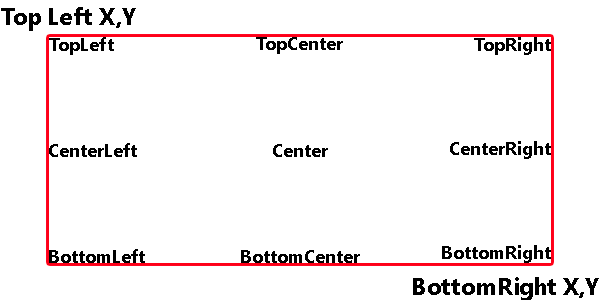 Top Left X,Y
TopLeft TopCenter TopRight
CenterLeft Center CenterRight
BottomLeft BottomCenter BottomRight
BottomRight X,Y